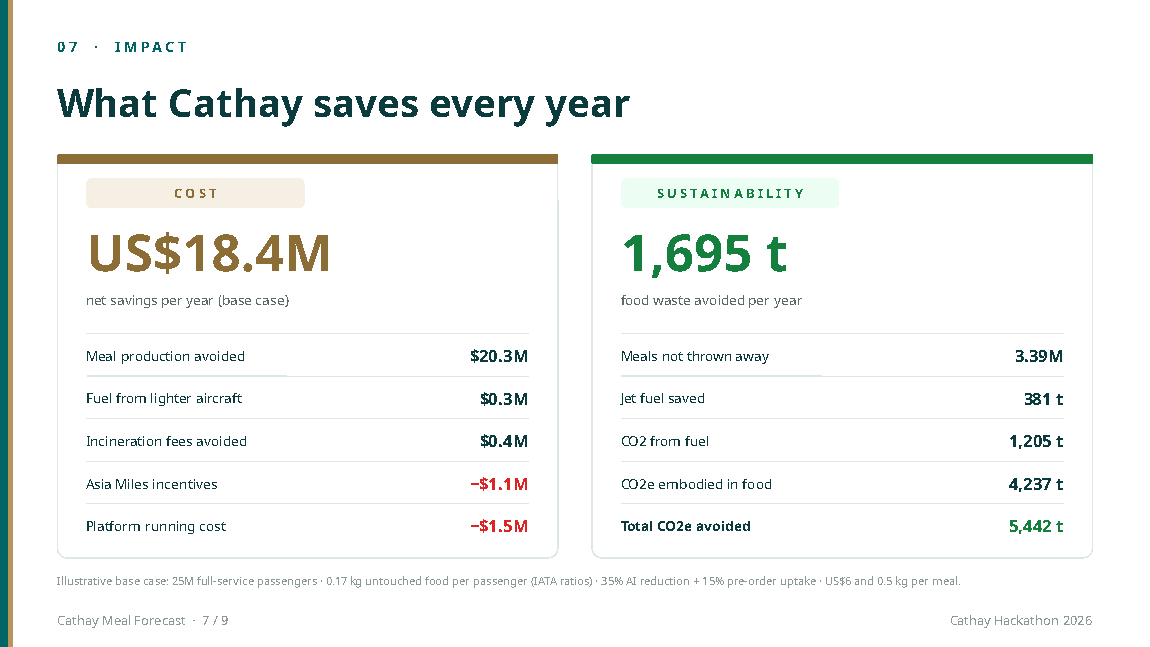 07 · IMPACT
What Cathay saves every year
COST
US$18.4M
net savings per year (base case)
Meal production avoided $20.3M
Fuel from lighter aircraft $0.3M
Incineration fees avoided $0.4M
Asia Miles incentives −$1.1M
Platform running cost −$1.5M
SUSTAINABILITY
1,695 t
food waste avoided per year
Meals not thrown away 3.39M
Jet fuel saved 381 t
CO2 from fuel 1,205 t
CO2e embodied in food 4,237 t
Total CO2e avoided 5,442 t
Illustrative base case: 25M full-service passengers · 0.17 kg untouched food per passenger (IATA ratios) · 35% AI reduction + 15% pre-order uptake · US$6 and 0.5 kg per meal.
Cathay Meal Forecast · 7 / 9
Cathay Hackathon 2026